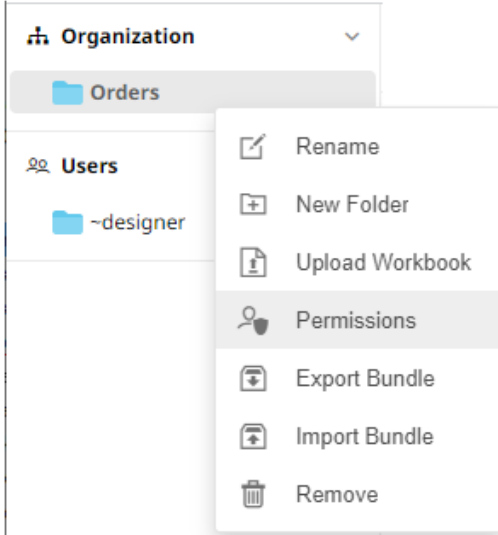 Organization
Orders
Users
~designer
Rename
New Folder
Upload Workbook
Permissions
Export Bundle
Import Bundle
Remove